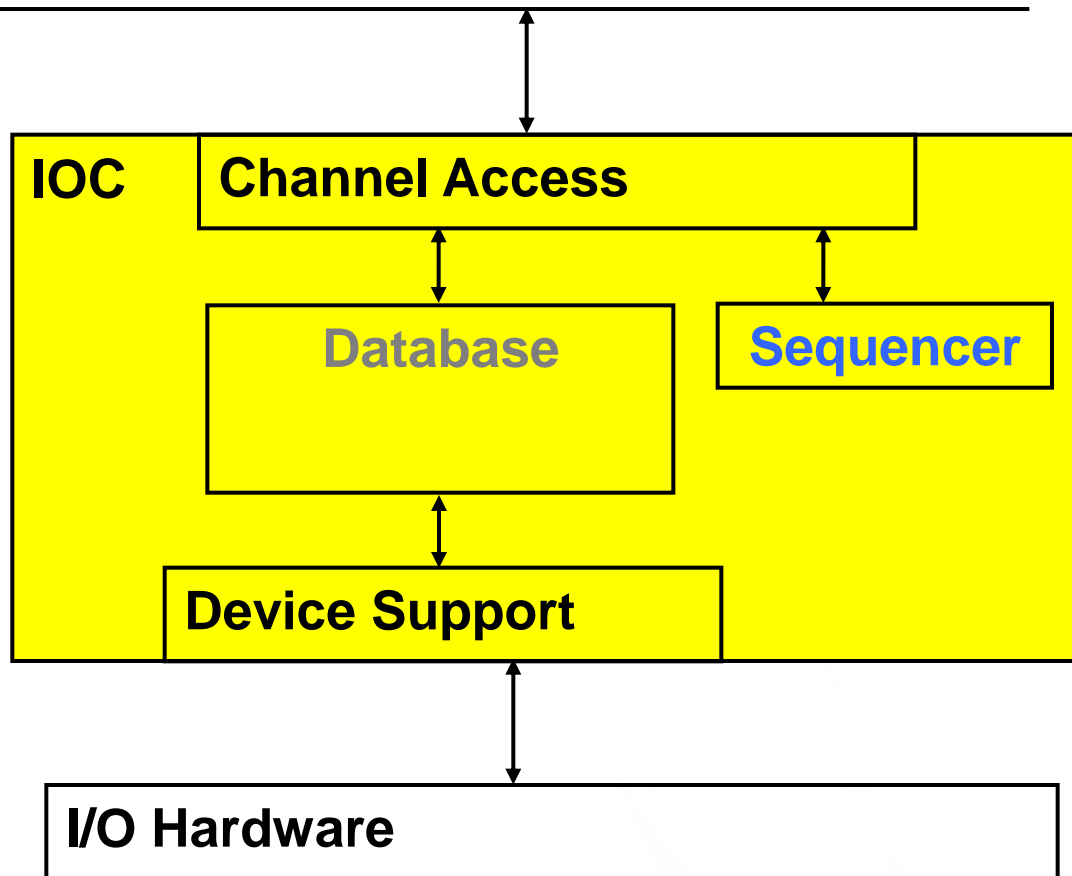 IOC
Channel Access
Database
Sequencer
Device Support
I/O Hardware